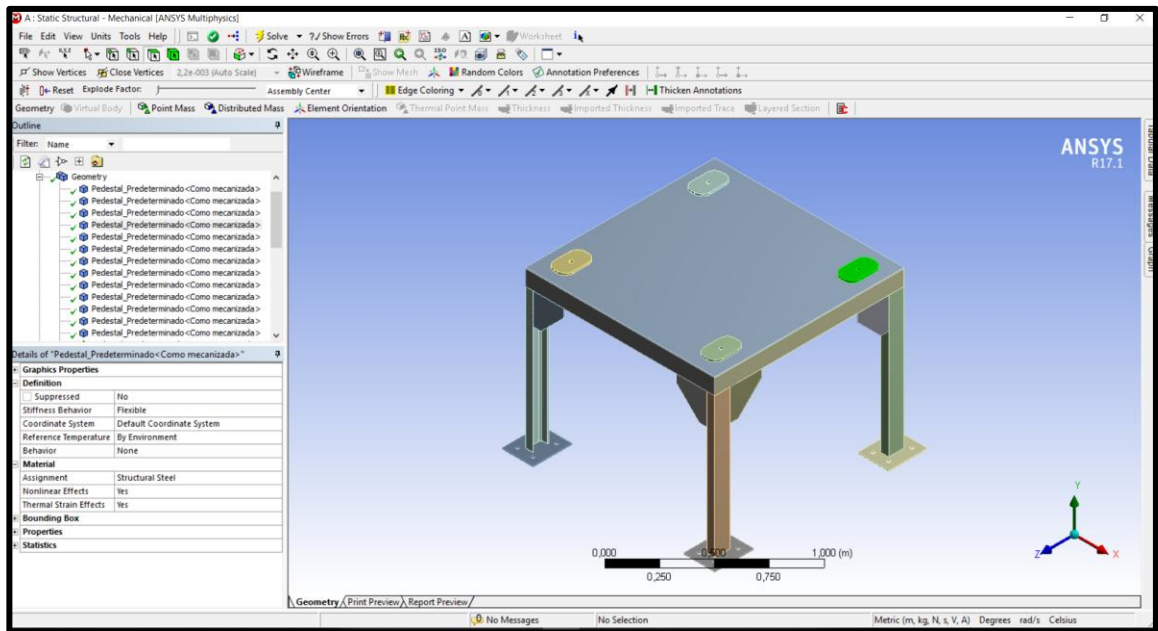 A : Static Structural - Mechanical [ANSYS Multiphysics]
File Edit View Units Tools Help Solve ?/ Show Errors A Worksheet
Show Vertices Close Vertices 2,2e-003 (Auto Scale) Wireframe Show Mesh Random Colors Annotation Preferences
Reset Explode Factor: Assembly Center Edge Coloring Thicken Annotations
Geometry Virtual Body Point Mass Distributed Mass Element Orientation Thermal Point Mass Thickness Imported Thickness Imported Trace Layered Section
Outline
Filter: Name
Geometry
Pedestal_Predeterminado<Como mecanizada>
Pedestal_Predeterminado<Como mecanizada>
Pedestal_Predeterminado<Como mecanizada>
Pedestal_Predeterminado<Como mecanizada>
Pedestal_Predeterminado<Como mecanizada>
Pedestal_Predeterminado<Como mecanizada>
Pedestal_Predeterminado<Como mecanizada>
Pedestal_Predeterminado<Como mecanizada>
Pedestal_Predeterminado<Como mecanizada>
Pedestal_Predeterminado<Como mecanizada>
Pedestal_Predeterminado<Como mecanizada>
Pedestal_Predeterminado<Como mecanizada>
Pedestal_Predeterminado<Como mecanizada>
Details of "Pedestal_Predeterminado<Como mecanizada>"
Graphics Properties
Definition
Suppressed No
Stiffness Behavior Flexible
Coordinate System Default Coordinate System
Reference Temperature By Environment
Behavior None
Material
Assignment Structural Steel
Nonlinear Effects Yes
Thermal Strain Effects Yes
Bounding Box
Properties
Statistics
ANSYS
R17.1
Tabular Data
Messages
Graph
Y
Z
X
0,000 0,500 1,000 (m)
0,250 0,750
Geometry Print Preview Report Preview
No Messages No Selection Metric (m, kg, N, s, V, A) Degrees rad/s Celsius